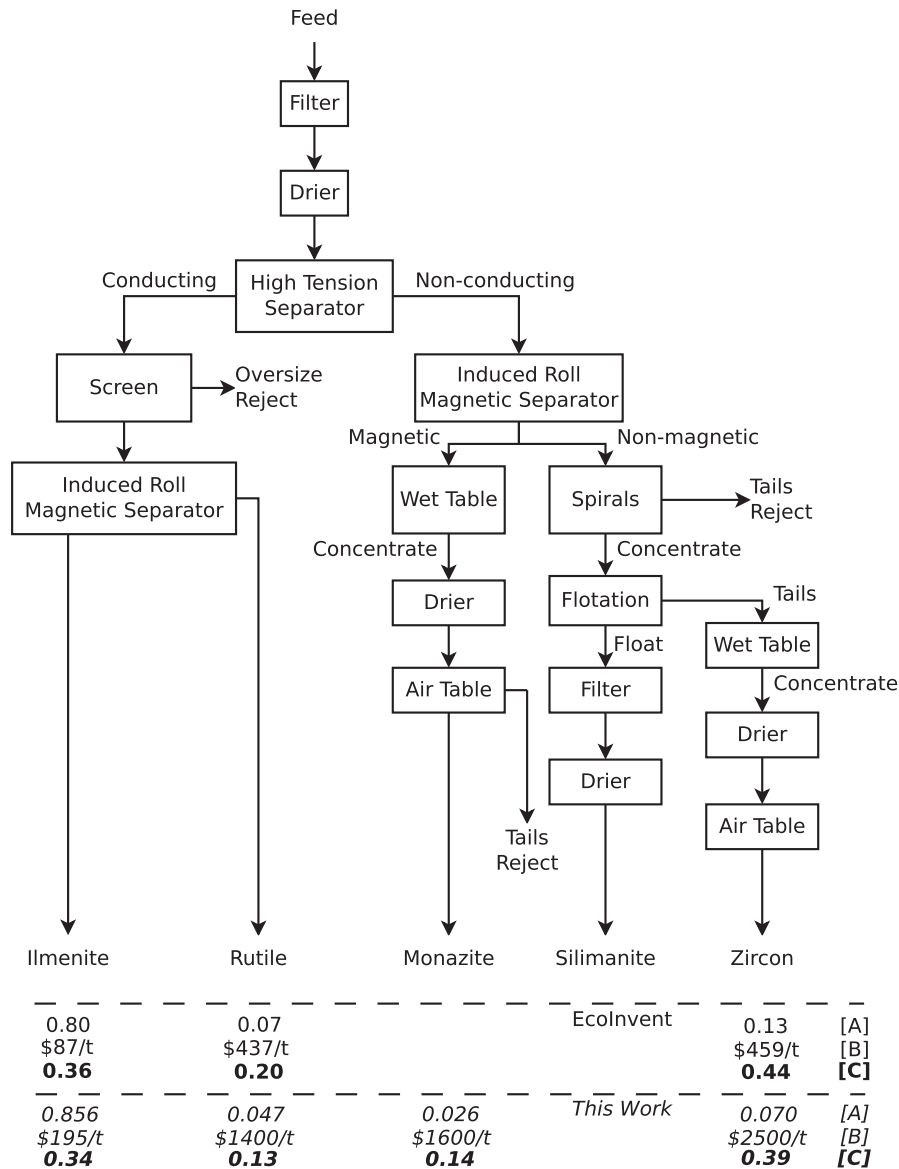 Feed
Filter
Drier
High Tension
Separator
Conducting
Non-conducting
Screen
Oversize
Reject
Induced Roll
Magnetic Separator
Induced Roll
Magnetic Separator
Magnetic
Non-magnetic
Wet Table
Spirals
Tails
Reject
Concentrate
Concentrate
Drier
Flotation
Tails
Float
Wet Table
Air Table
Filter
Concentrate
Drier
Drier
Tails
Reject
Air Table
Ilmenite
Rutile
Monazite
Silimanite
Zircon
EcoInvent
0.80 0.07 0.13 [A]
$87/t $437/t $459/t [B]
0.36 0.20 0.44 [C]
This Work
0.856 0.047 0.026 0.070 [A]
$195/t $1400/t $1600/t $2500/t [B]
0.34 0.13 0.14 0.39 [C]